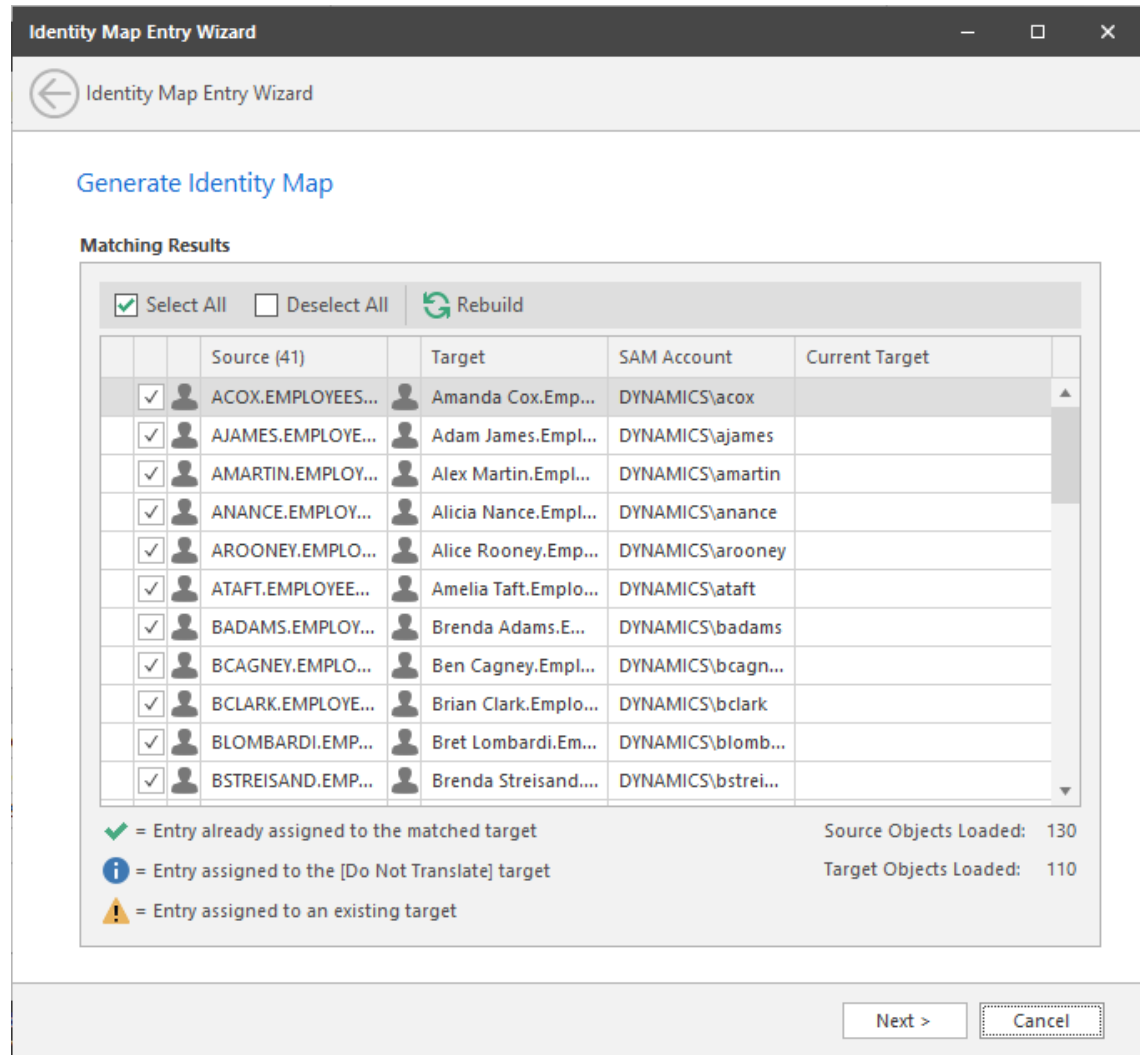 Identity Map Entry Wizard
Identity Map Entry Wizard
Generate Identity Map
Matching Results
Select All Deselect All Rebuild
Source (41) Target SAM Account Current Target
ACOX.EMPLOYEES... Amanda Cox.Emp... DYNAMICS\acox
AJAMES.EMPLOYE... Adam James.Empl... DYNAMICS\ajames
AMARTIN.EMPLOY... Alex Martin.Empl... DYNAMICS\amartin
ANANCE.EMPLOY... Alicia Nance.Empl... DYNAMICS\anance
AROONEY.EMPLO... Alice Rooney.Emp... DYNAMICS\arooney
ATAFT.EMPLOYEE... Amelia Taft.Emplo... DYNAMICS\ataft
BADAMS.EMPLOY... Brenda Adams.E... DYNAMICS\badams
BCAGNEY.EMPLO... Ben Cagney.Empl... DYNAMICS\bcagn...
BCLARK.EMPLOYE... Brian Clark.Emplo... DYNAMICS\bclark
BLOMBARDI.EMP... Bret Lombardi.Em... DYNAMICS\blomb...
BSTREISAND.EMP... Brenda Streisand.... DYNAMICS\bstrei...
= Entry already assigned to the matched target Source Objects Loaded: 130
= Entry assigned to the [Do Not Translate] target Target Objects Loaded: 110
= Entry assigned to an existing target
Next > Cancel